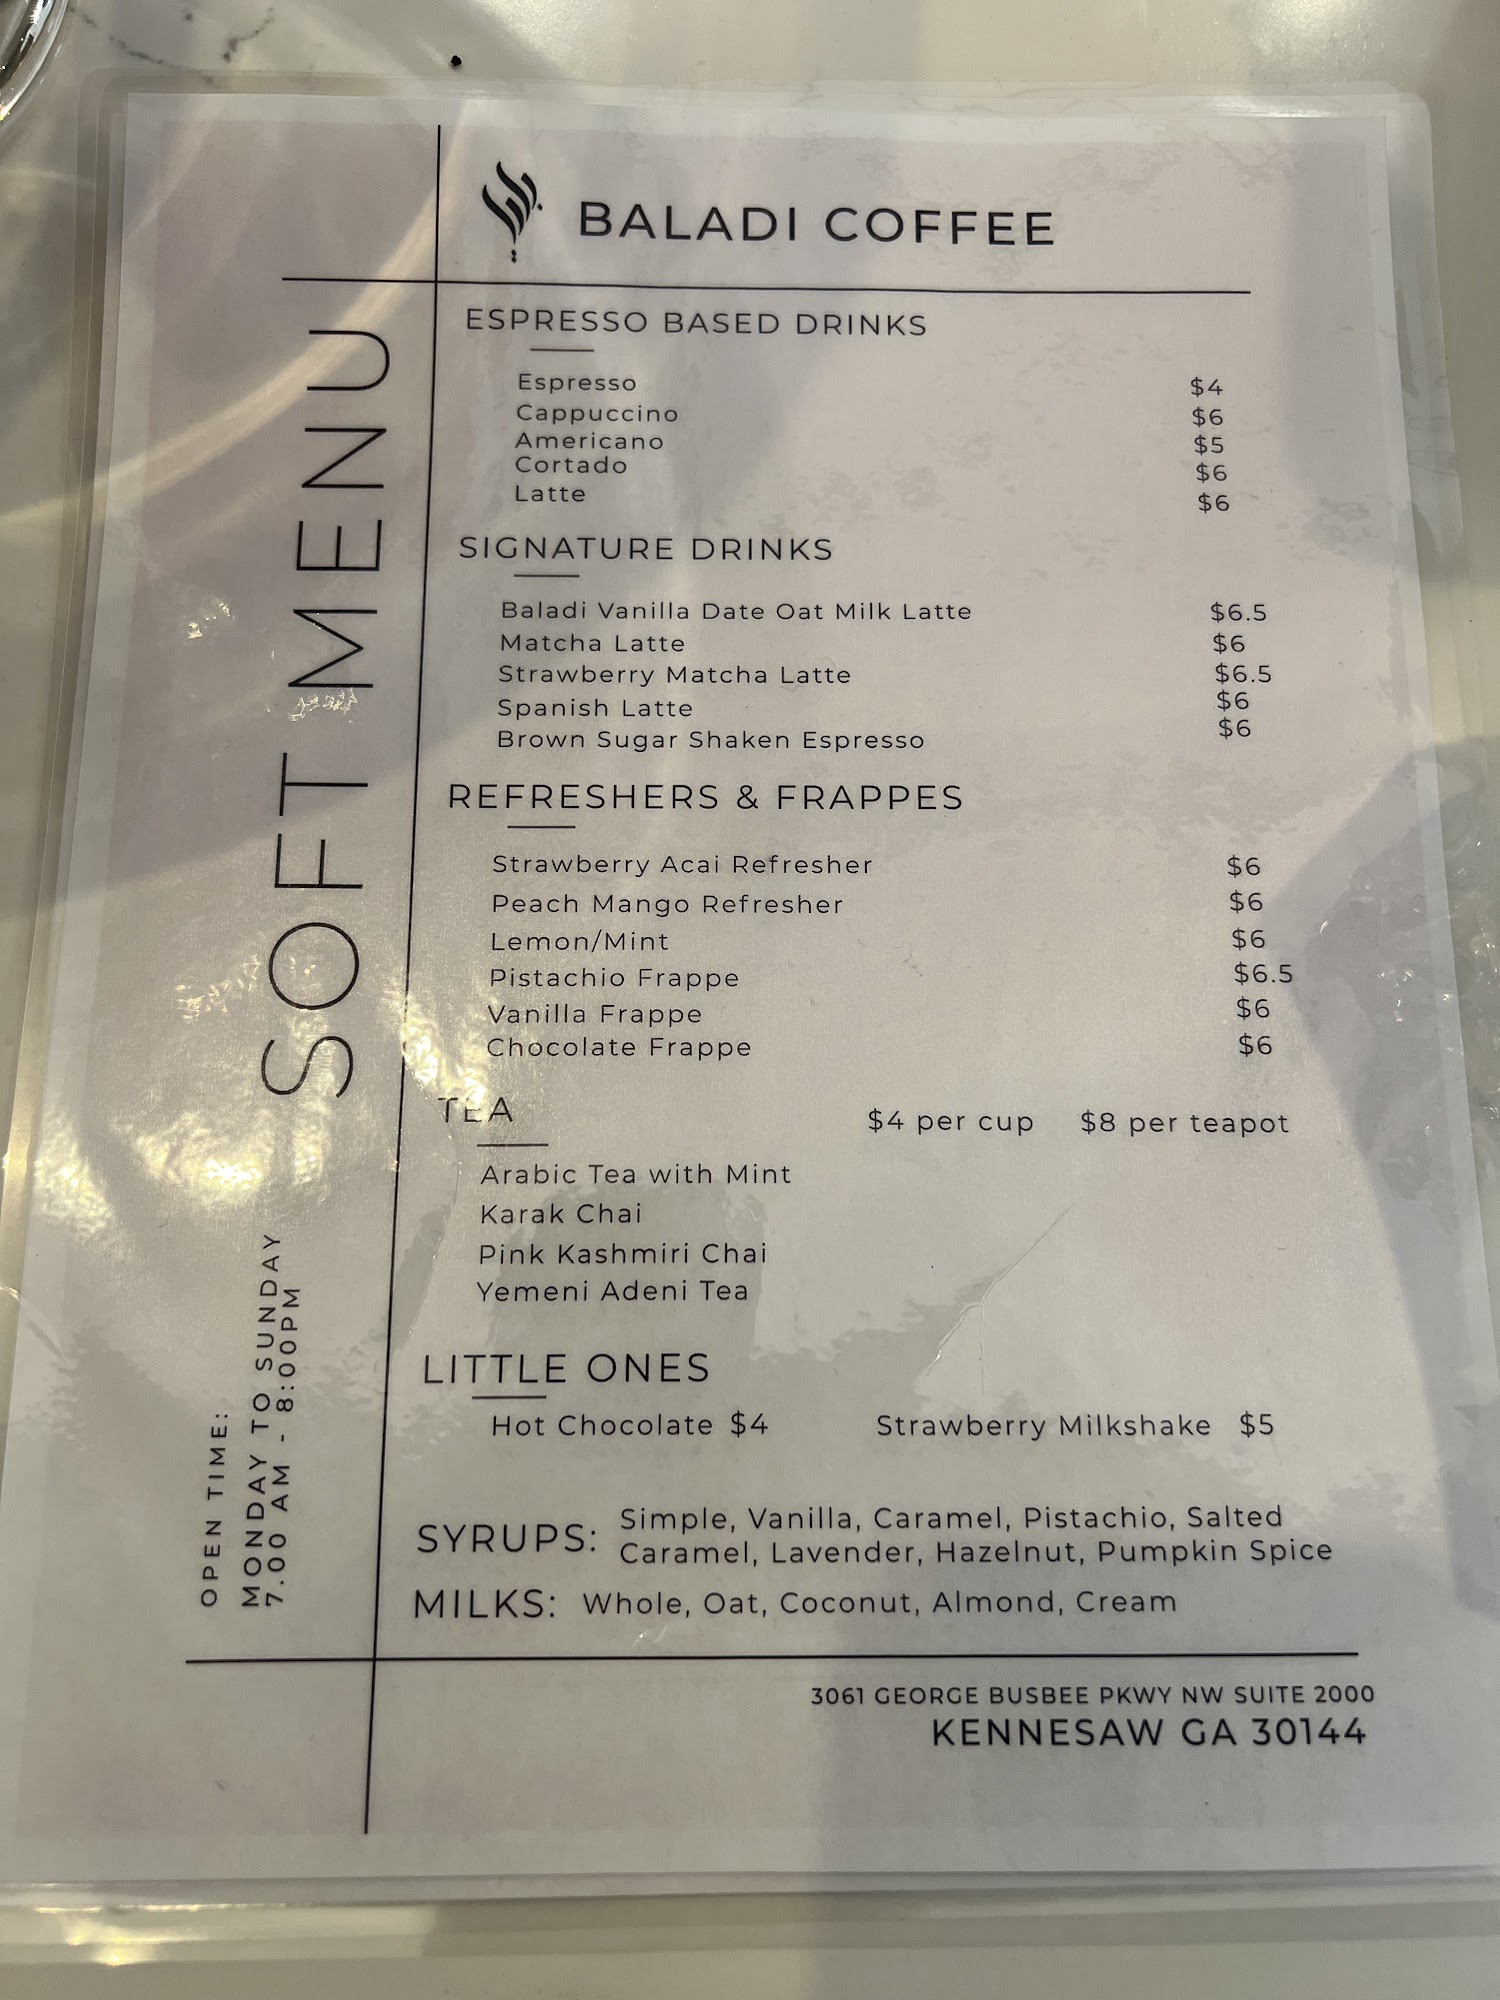 BALADI COFFEE
SOFT MENU
ESPRESSO BASED DRINKS
Espresso $4
Cappuccino $6
Americano $5
Cortado $6
Latte $6
SIGNATURE DRINKS
Baladi Vanilla Date Oat Milk Latte $6.5
Matcha Latte $6
Strawberry Matcha Latte $6.5
Spanish Latte $6
Brown Sugar Shaken Espresso $6
REFRESHERS & FRAPPES
Strawberry Acai Refresher $6
Peach Mango Refresher $6
Lemon/Mint $6
Pistachio Frappe $6.5
Vanilla Frappe $6
Chocolate Frappe $6
TEA $4 per cup $8 per teapot
Arabic Tea with Mint
Karak Chai
Pink Kashmiri Chai
Yemeni Adeni Tea
LITTLE ONES
Hot Chocolate $4 Strawberry Milkshake $5
SYRUPS: Simple, Vanilla, Caramel, Pistachio, Salted
Caramel, Lavender, Hazelnut, Pumpkin Spice
MILKS: Whole, Oat, Coconut, Almond, Cream
OPEN TIME:
MONDAY TO SUNDAY
7.00 AM - 8:00PM
3061 GEORGE BUSBEE PKWY NW SUITE 2000
KENNESAW GA 30144